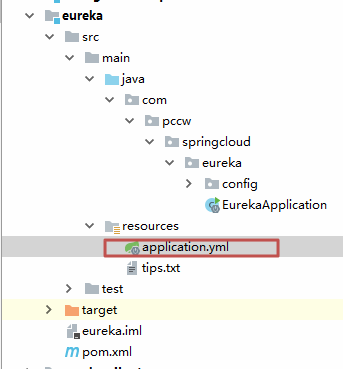 eureka
src
main
java
com
pccw
springcloud
eureka
config
EurekaApplication
resources
application.yml
tips.txt
test
target
eureka.iml
pom.xml